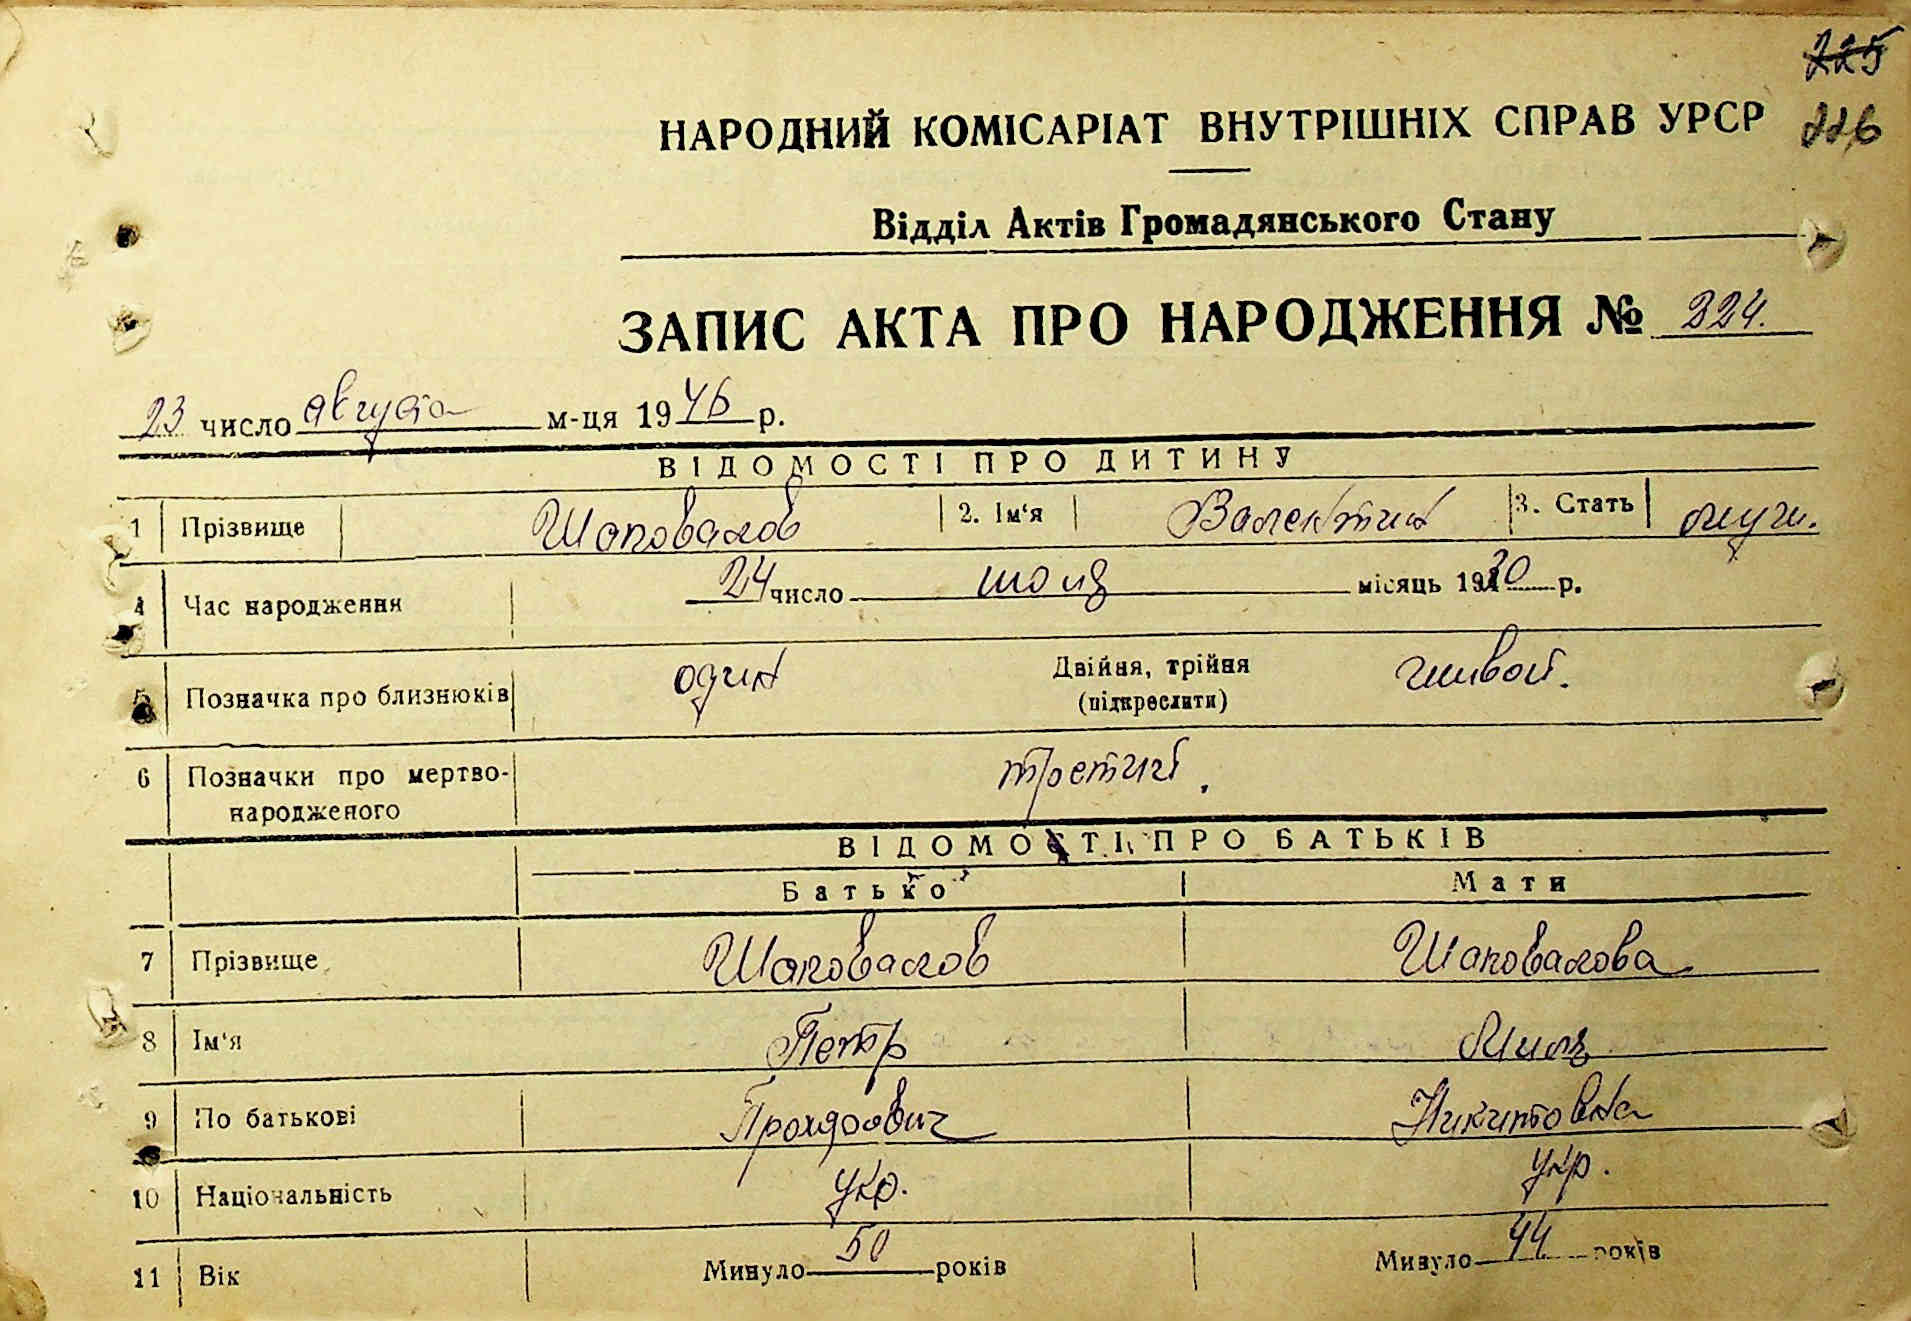 225
226
НАРОДНИЙ КОМІСАРІАТ ВНУТРІШНІХ СПРАВ УРСР
Відділ Актів Громадянського Стану
ЗАПИС АКТА ПРО НАРОДЖЕННЯ № 224.
23 число августа м-ця 1946 р.
ВІДОМОСТІ ПРО ДИТИНУ
1 Прізвище Шаповалов 2. Ім'я Валентин 3. Стать муж.
4 Час народження 24 число июля місяць 1930 р.
5 Позначка про близнюків один Двійня, трійня живой.
(підкреслити)
6 Позначки про мертво- третий.
народженого
ВІДОМОСТІ ПРО БАТЬКІВ
Батько Мати
7 Прізвище Шаповалов Шаповалова
8 Ім'я Петр
9 По батькові Никитовна
10 Національність укр. укр.
11 Вік Минуло 50 років Минуло 44 років